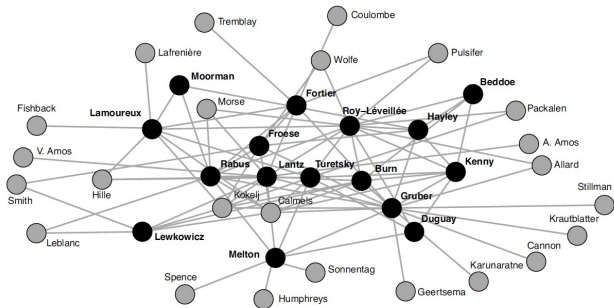 Coulombe
Tremblay
Lafrenière
Wolfe
Pulsifer
Moorman
Beddoe
Fortier
Morse
Fishback
Lamoureux
Roy–Léveillée
Hayley
Packalen
Froese
A. Amos
V. Amos
Rabus
Lantz
Turetsky
Burn
Kenny
Allard
Smith
Hille
Kokelj
Calmels
Gruber
Stillman
Leblanc
Lewkowicz
Duguay
Krautblatter
Melton
Cannon
Spence
Sonnentag
Karunaratne
Humphreys
Geertsema